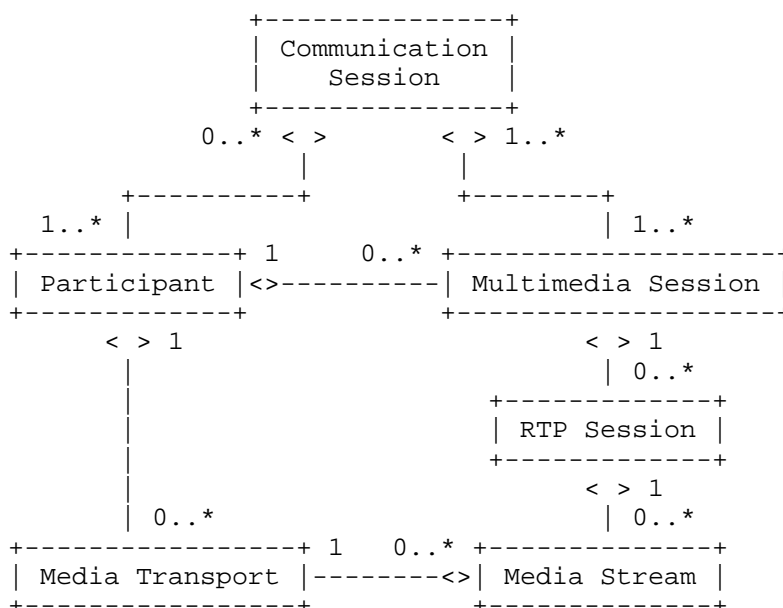 +---------------+
| Communication |
|    Session    |
+---------------+
0..* < >       < > 1..*
|         |
+----------+         +--------+
1..* |                              | 1..*
+-------------+ 1     0..* +--------------------
| Participant |<>----------| Multimedia Session |
+-------------+            +--------------------
< > 1                         < > 1
|                             | 0..*
|                      +-------------+
|                      | RTP Session |
|                      +-------------+
|                            < > 1
| 0..*                        | 0..*
+-----------------+ 1   0..* +--------------+
| Media Transport |--------<>| Media Stream |
+-----------------+          +--------------+